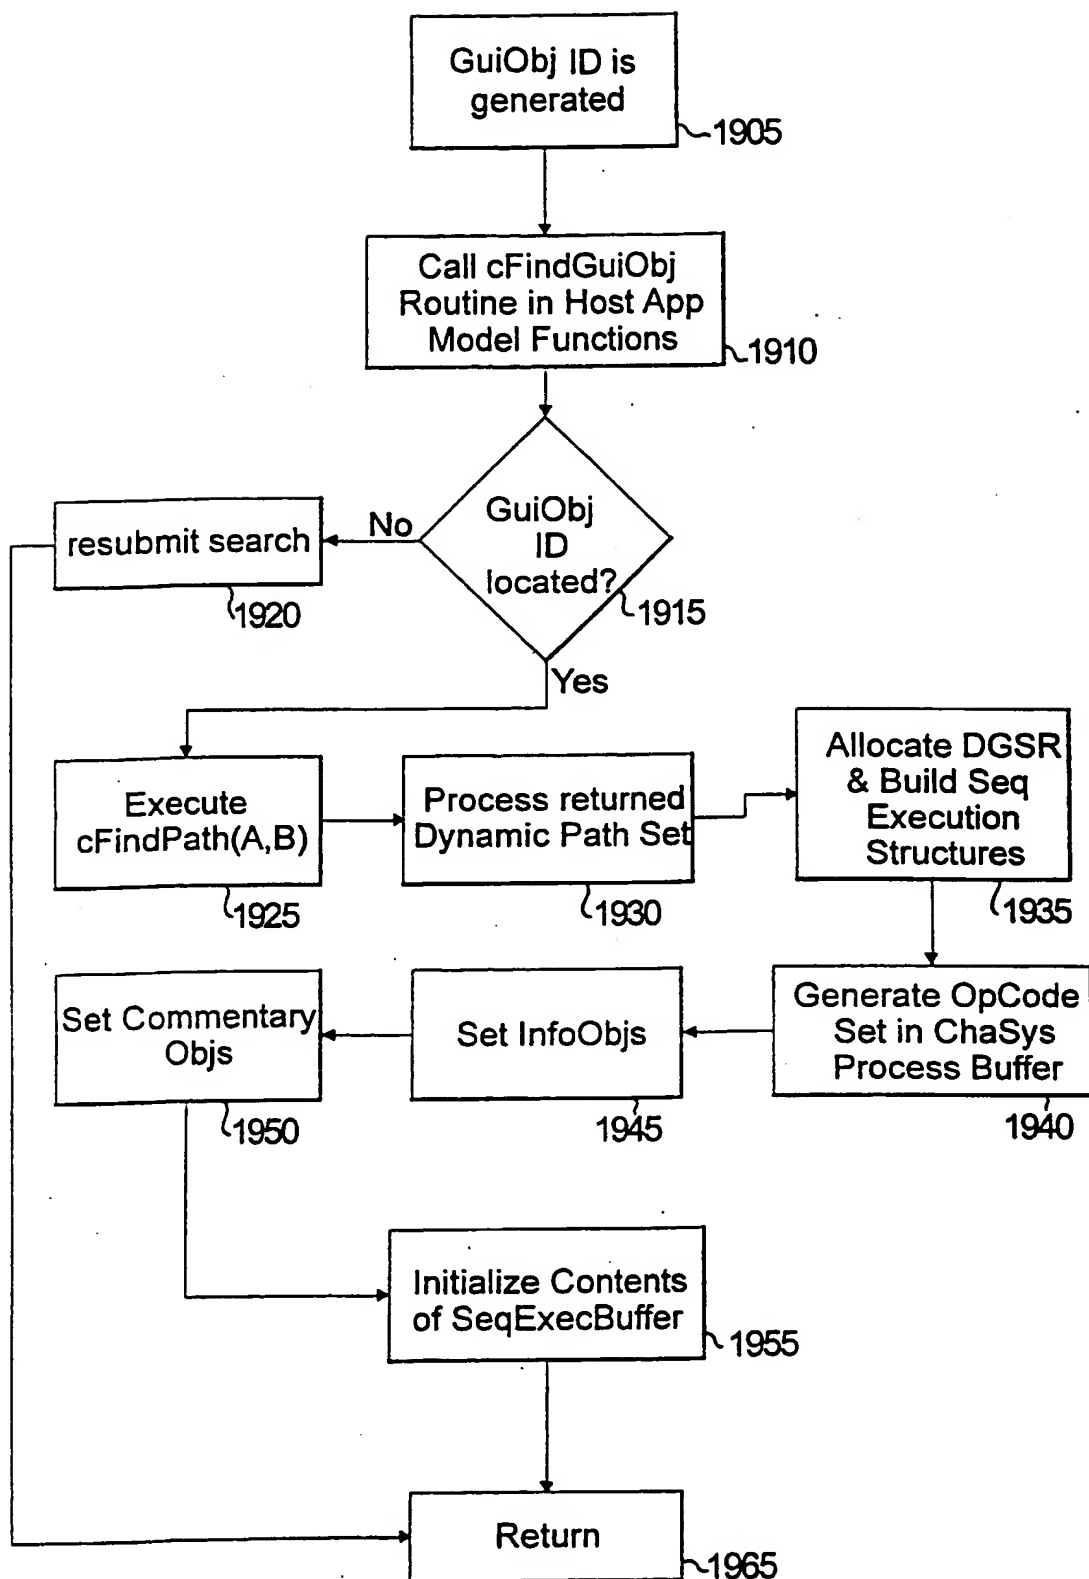 GuiObj ID is
generated
1905
Call cFindGuiObj
Routine in Host App
Model Functions
1910
GuiObj
ID
located?
1915
No
resubmit search
1920
Yes
Execute
cFindPath(A,B)
1925
Process returned
Dynamic Path Set
1930
Allocate DGSR
& Build Seq
Execution
Structures
1935
Generate OpCode
Set in ChaSys
Process Buffer
1940
Set InfoObjs
1945
Set Commentary
Objs
1950
Initialize Contents
of SeqExecBuffer
1955
Return
1965